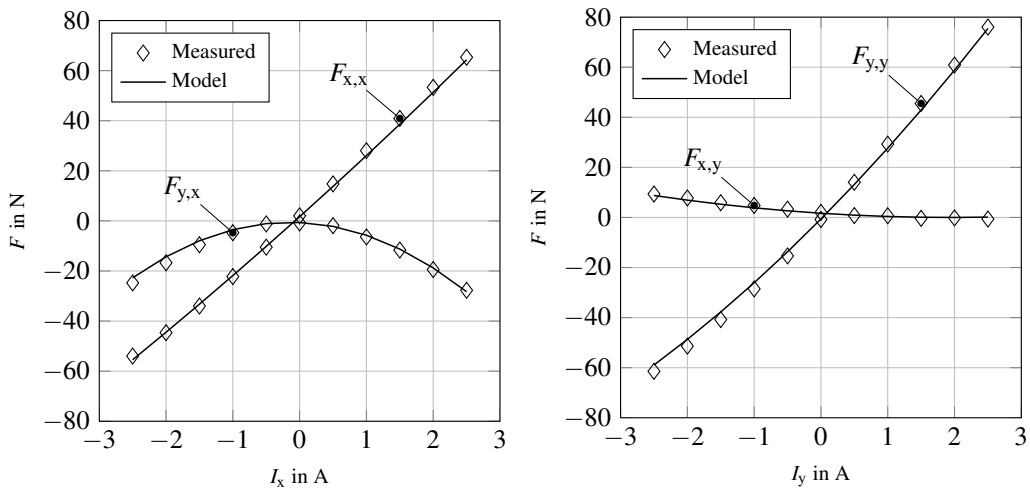 80
60
40
20
0
−20
−40
−60
−80
−3 −2 −1 0 1 2 3
F in N
I_x in A
Measured
Model
F_x,x
F_y,x
80
60
40
20
0
−20
−40
−60
−80
−3 −2 −1 0 1 2 3
F in N
I_y in A
Measured
Model
F_y,y
F_x,y